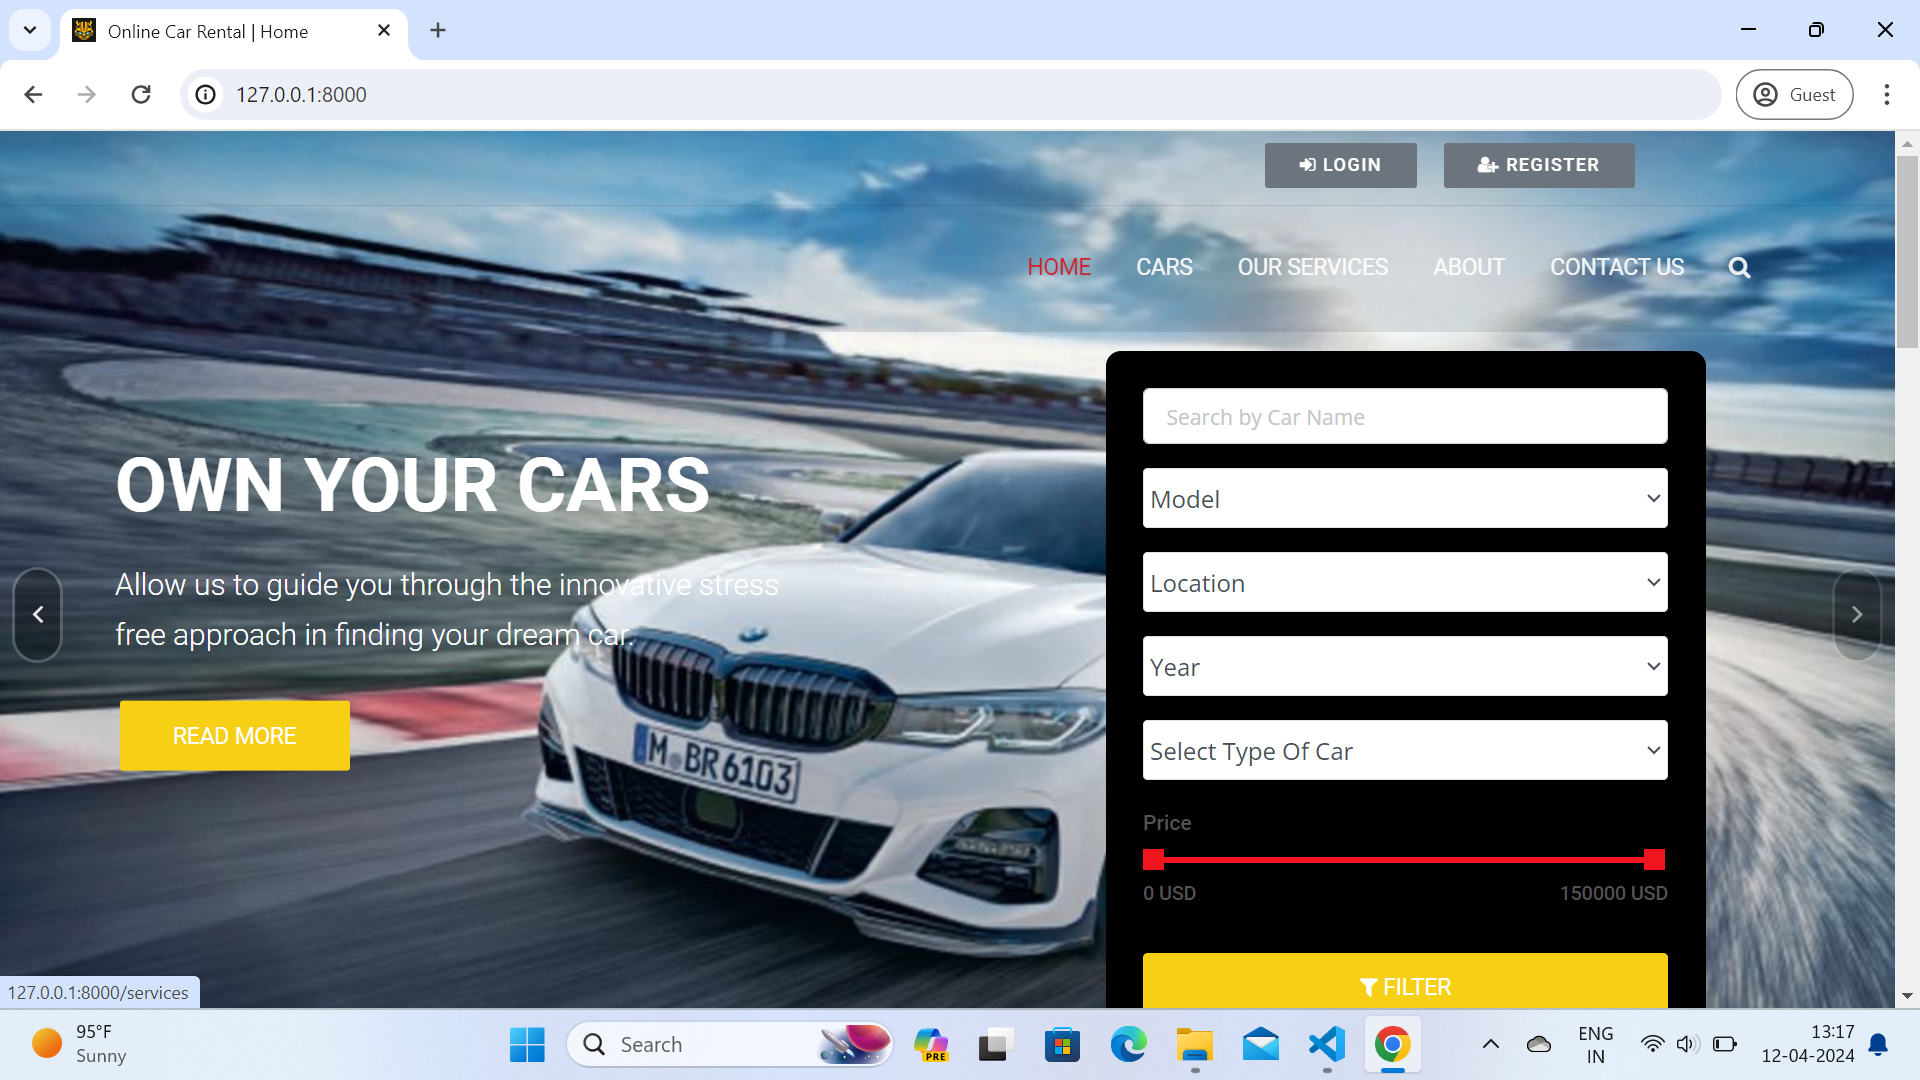 Online Car Rental | Home
127.0.0.1:8000
Guest
LOGIN
REGISTER
HOME
CARS
OUR SERVICES
ABOUT
CONTACT US
Search by Car Name
Model
Location
Year
Select Type Of Car
Price
0 USD
150000 USD
FILTER
OWN YOUR CARS
Allow us to guide you through the innovative stress
free approach in finding your dream car.
READ MORE
M BR 6103
127.0.0.1:8000/services
95°F
Sunny
Search
PRE
ENG
IN
13:17
12-04-2024